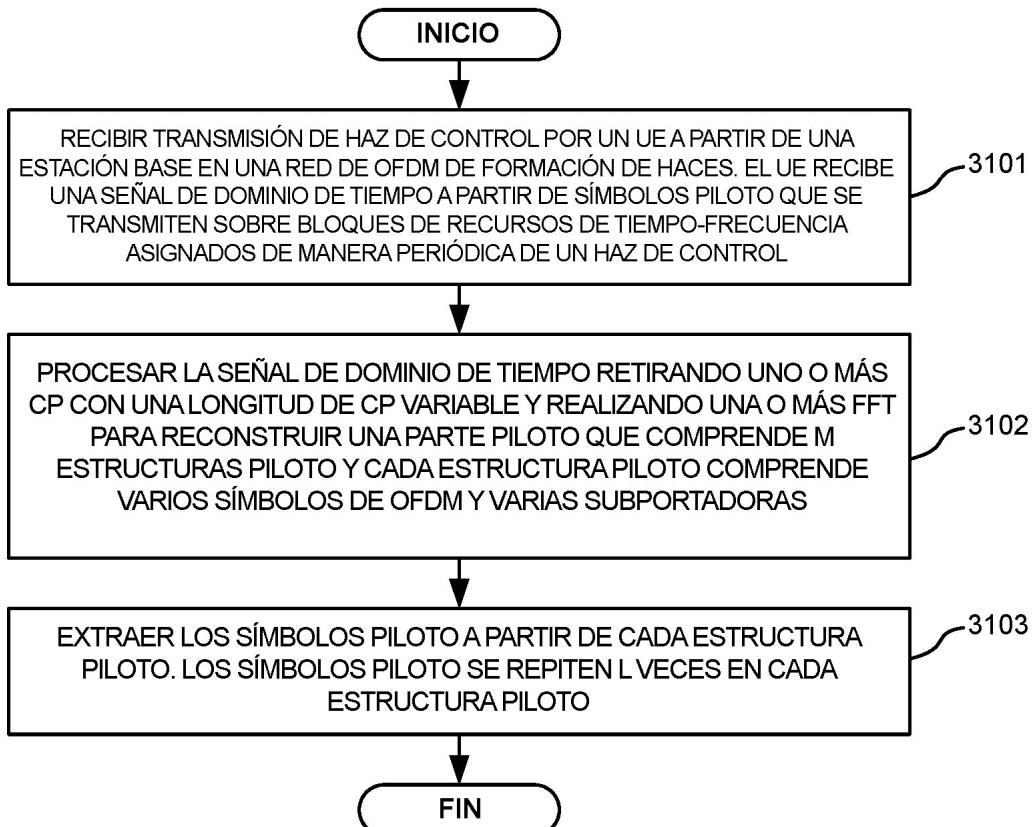 INICIO
RECIBIR TRANSMISIÓN DE HAZ DE CONTROL POR UN UE A PARTIR DE UNA
ESTACIÓN BASE EN UNA RED DE OFDM DE FORMACIÓN DE HACES. EL UE RECIBE
UNA SEÑAL DE DOMINIO DE TIEMPO A PARTIR DE SÍMBOLOS PILOTO QUE SE
TRANSMITEN SOBRE BLOQUES DE RECURSOS DE TIEMPO-FRECUENCIA
ASIGNADOS DE MANERA PERIÓDICA DE UN HAZ DE CONTROL
3101
PROCESAR LA SEÑAL DE DOMINIO DE TIEMPO RETIRANDO UNO O MÁS
CP CON UNA LONGITUD DE CP VARIABLE Y REALIZANDO UNA O MÁS FFT
PARA RECONSTRUIR UNA PARTE PILOTO QUE COMPRENDE M
ESTRUCTURAS PILOTO Y CADA ESTRUCTURA PILOTO COMPRENDE
VARIOS SÍMBOLOS DE OFDM Y VARIAS SUBPORTADORAS
3102
EXTRAER LOS SÍMBOLOS PILOTO A PARTIR DE CADA ESTRUCTURA
PILOTO. LOS SÍMBOLOS PILOTO SE REPITEN L VECES EN CADA
ESTRUCTURA PILOTO
3103
FIN